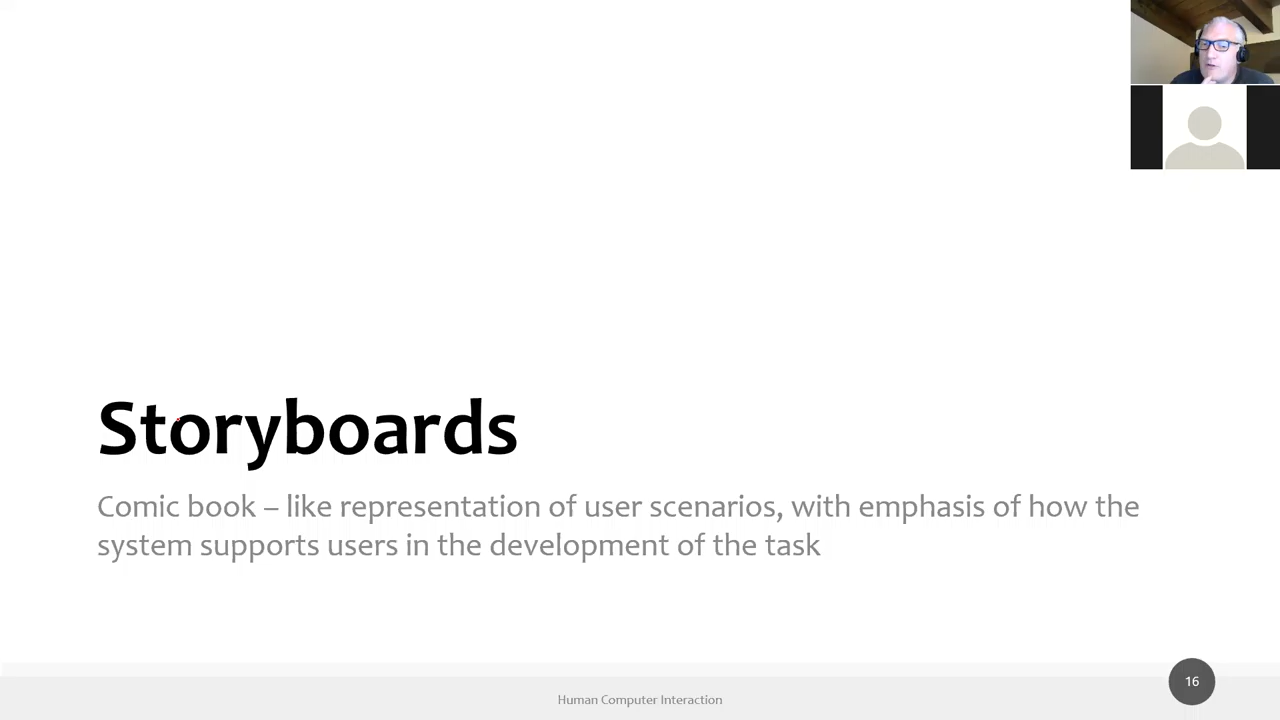 Storyboards
Comic book – like representation of user scenarios, with emphasis of how the
system supports users in the development of the task
Human Computer Interaction
16